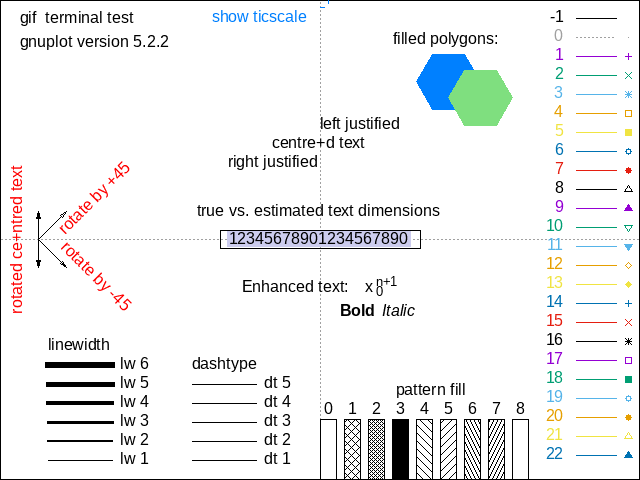 gif  terminal test
gnuplot version 5.2.2
show ticscale
filled polygons:
left justified
centre+d text
right justified
rotated ce+ntred text
rotate by +45
rotate by -45
true vs. estimated text dimensions
12345678901234567890
Enhanced text:   x n+1 0
Bold  Italic
linewidth
lw 6
lw 5
lw 4
lw 3
lw 2
lw 1
dashtype
dt 5
dt 4
dt 3
dt 2
dt 1
pattern fill
0 1 2 3 4 5 6 7 8
-1
0
1
2
3
4
5
6
7
8
9
10
11
12
13
14
15
16
17
18
19
20
21
22